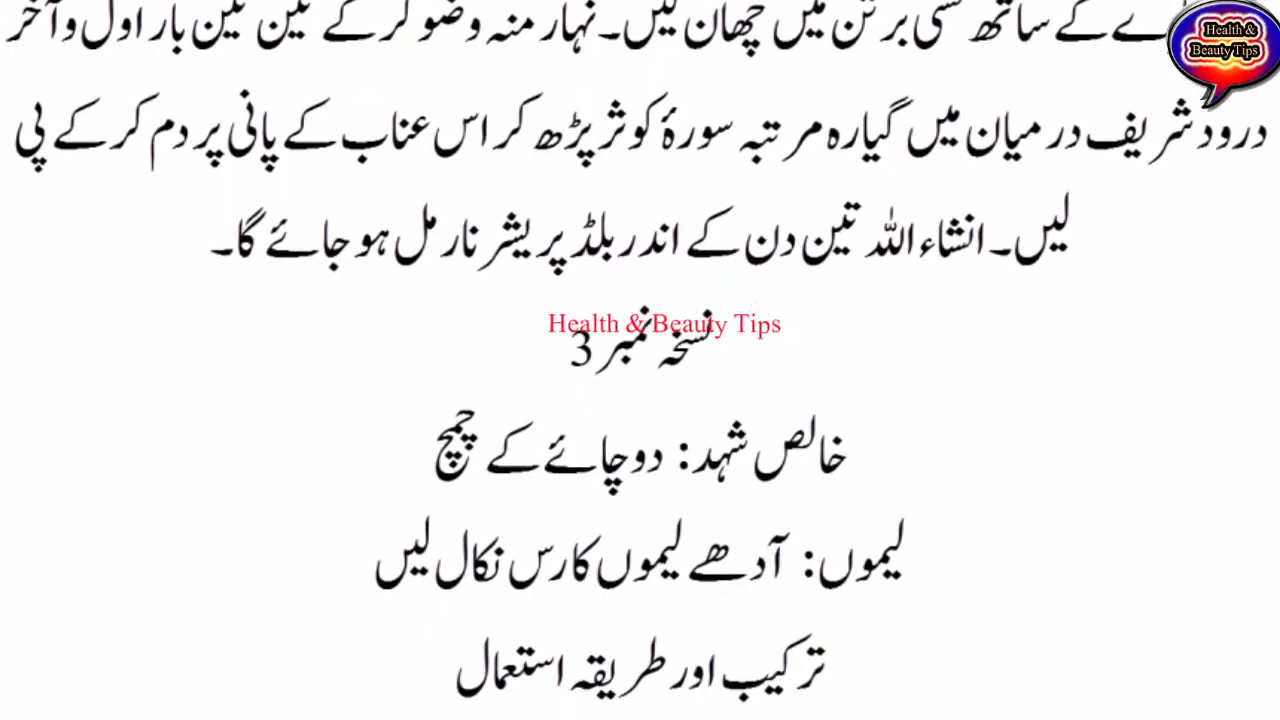 کے ساتھ کسی برتن میں چھان لیں۔ نہار منہ وضو کر کے تین تین بار اول و آخر
Health &
Beauty Tips
درود شریف درمیان میں گیارہ مرتبہ سورۂ کوثر پڑھ کر اس عناب کے پانی پر دم کر کے پی
لیں۔ انشاء اللہ تین دن کے اندر بلڈ پریشر نارمل ہو جائے گا۔
Health & Beauty Tips
نسخہ نمبر 3
خالص شہد: دو چائے کے چمچ
لیموں: آدھے لیموں کا رس نکال لیں
ترکیب اور طریقہ استعمال